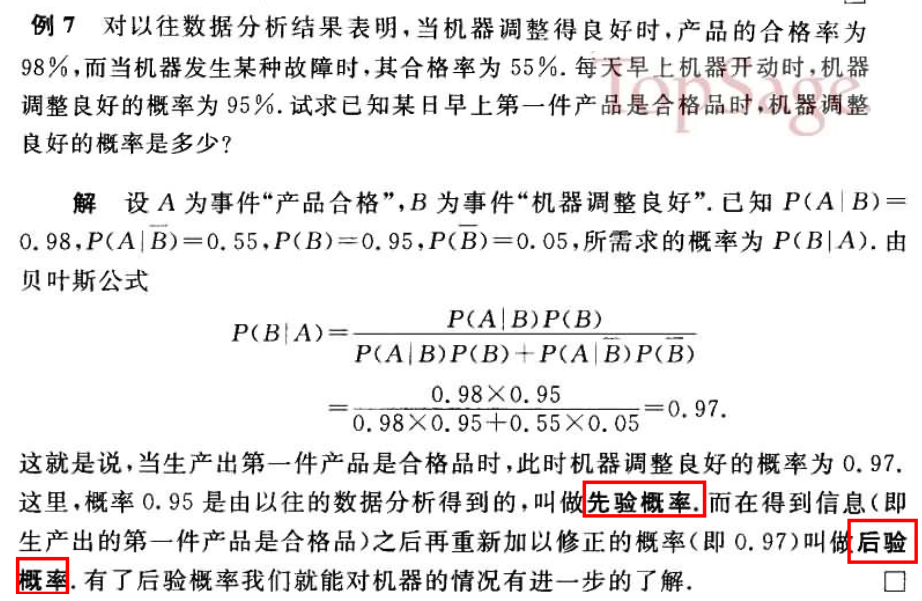 例7 对以往数据分析结果表明,当机器调整得良好时,产品的合格率为
98%,而当机器发生某种故障时,其合格率为 55%.每天早上机器开动时,机器
调整良好的概率为 95%.试求已知某日早上第一件产品是合格品时,机器调整
良好的概率是多少?
TopSage
解 设 A 为事件“产品合格”,B 为事件“机器调整良好”.已知 P(A|B)=
0.98,P(A|B̅)=0.55,P(B)=0.95,P(B̅)=0.05,所需求的概率为 P(B|A).由
贝叶斯公式
P(B|A)= P(A|B)P(B)
P(A|B)P(B)+P(A|B̅)P(B̅)
= 0.98×0.95
0.98×0.95+0.55×0.05 =0.97.
这就是说,当生产出第一件产品是合格品时,此时机器调整良好的概率为 0.97.
这里,概率 0.95 是由以往的数据分析得到的,叫做先验概率.而在得到信息(即
生产出的第一件产品是合格品)之后再重新加以修正的概率(即 0.97)叫做后验
概率.有了后验概率我们就能对机器的情况有进一步的了解. □